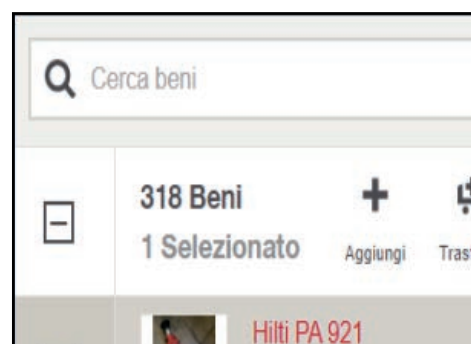 Cerca beni
318 Beni
1 Selezionato
Aggiungi
Hilti PA 921